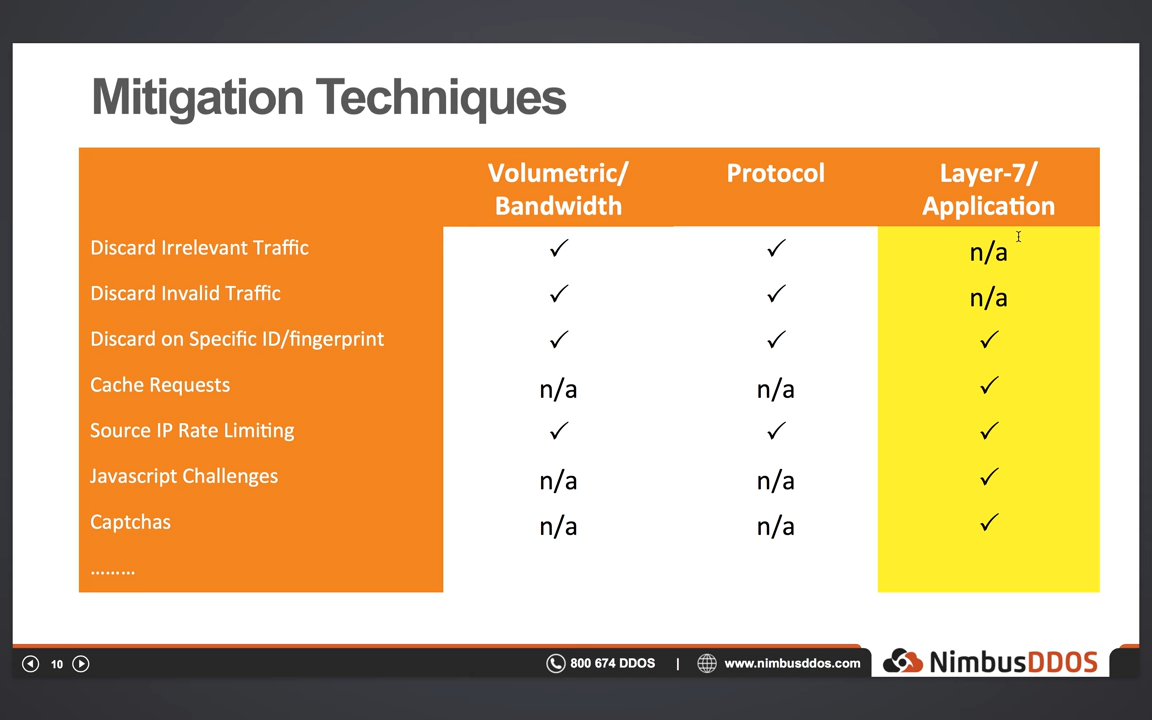 Mitigation Techniques
Volumetric/ Protocol Layer-7/
Bandwidth Application
Discard Irrelevant Traffic ✓ ✓ n/a
Discard Invalid Traffic ✓ ✓ n/a
Discard on Specific ID/fingerprint ✓ ✓ ✓
Cache Requests n/a n/a ✓
Source IP Rate Limiting ✓ ✓ ✓
Javascript Challenges n/a n/a ✓
Captchas n/a n/a ✓
.........
10 800 674 DDOS | www.nimbusddos.com NimbusDDOS